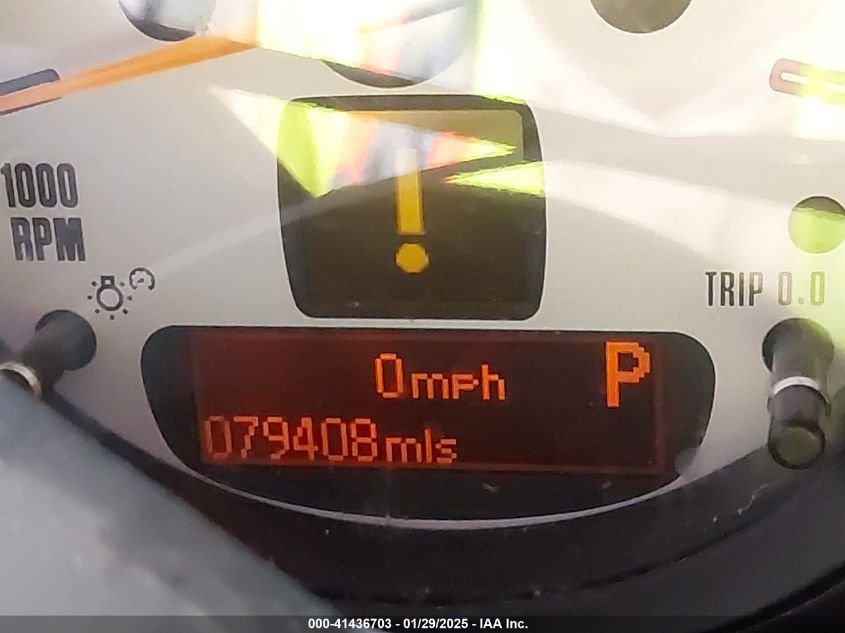 1000
RPM
!
TRIP 0.0
0mph P
079408mls
000-41436703 - 01/29/2025 - IAA Inc.